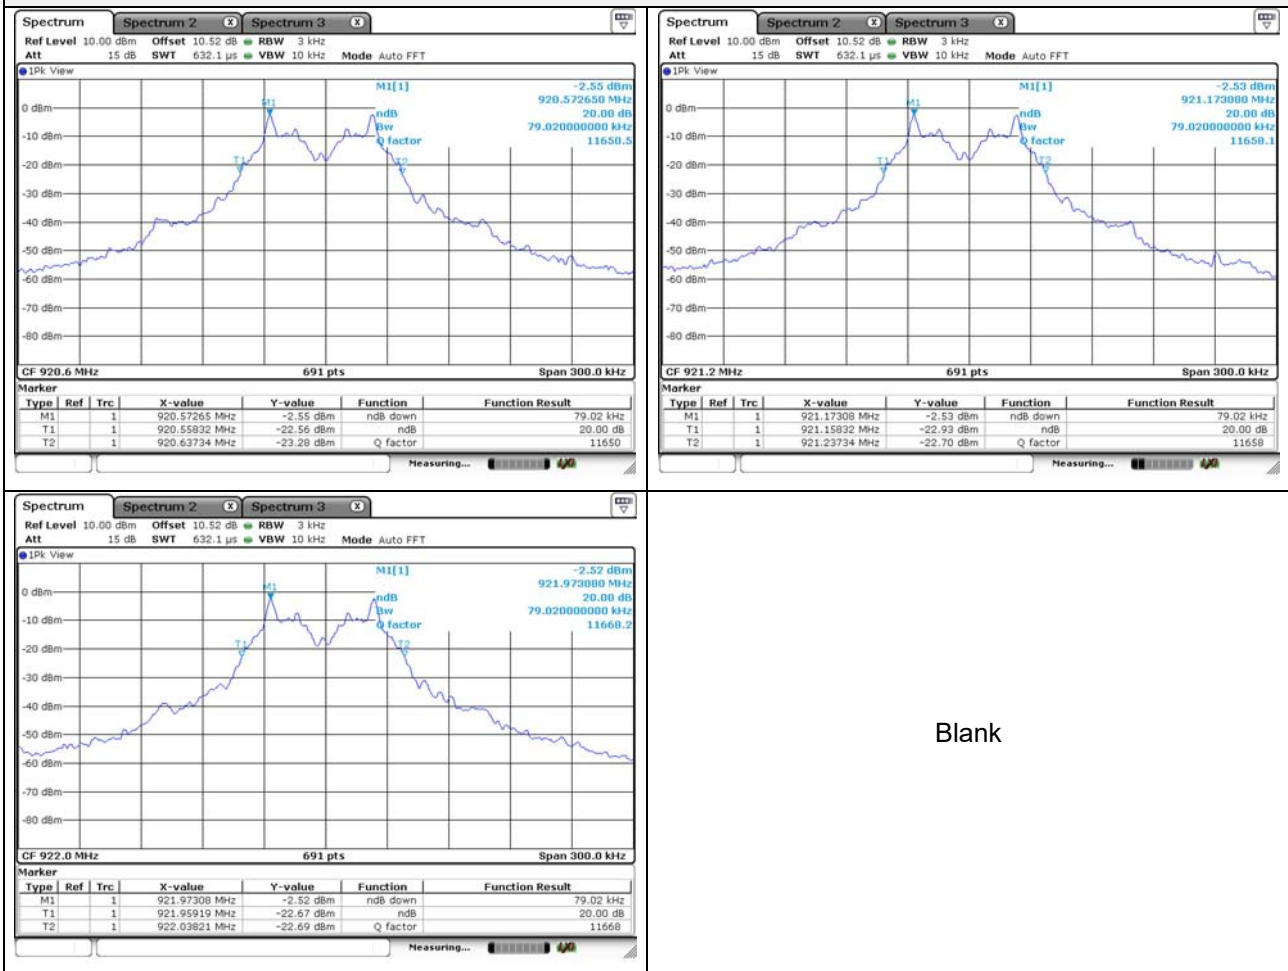 Spectrum Spectrum 2 X Spectrum 3 X
Ref Level 10.00 dBm Offset 10.52 dB RBW 3 kHz
Att 15 dB SWT 632.1 µs VBW 10 kHz Mode Auto FFT
1Pk View
M1[1] -2.55 dBm
920.572650 MHz
ndB 20.00 dB
Bw 79.020000000 kHz
Q factor 11650.5
M1
T1
T2
0 dBm
-10 dBm
-20 dBm
-30 dBm
-40 dBm
-50 dBm
-60 dBm
-70 dBm
-80 dBm
CF 920.6 MHz 691 pts Span 300.0 kHz
Marker
Type Ref Trc X-value Y-value Function Function Result
M1 1 920.57265 MHz -2.55 dBm ndB down 79.02 kHz
T1 1 920.55832 MHz -22.56 dBm ndB 20.00 dB
T2 1 920.63734 MHz -23.28 dBm Q factor 11650
Measuring...
Spectrum Spectrum 2 X Spectrum 3 X
Ref Level 10.00 dBm Offset 10.52 dB RBW 3 kHz
Att 15 dB SWT 632.1 µs VBW 10 kHz Mode Auto FFT
1Pk View
M1[1] -2.53 dBm
921.173080 MHz
ndB 20.00 dB
Bw 79.020000000 kHz
Q factor 11658.1
M1
T1
T2
0 dBm
-10 dBm
-20 dBm
-30 dBm
-40 dBm
-50 dBm
-60 dBm
-70 dBm
-80 dBm
CF 921.2 MHz 691 pts Span 300.0 kHz
Marker
Type Ref Trc X-value Y-value Function Function Result
M1 1 921.17308 MHz -2.53 dBm ndB down 79.02 kHz
T1 1 921.15832 MHz -22.93 dBm ndB 20.00 dB
T2 1 921.23734 MHz -22.70 dBm Q factor 11658
Measuring...
Spectrum Spectrum 2 X Spectrum 3 X
Ref Level 10.00 dBm Offset 10.52 dB RBW 3 kHz
Att 15 dB SWT 632.1 µs VBW 10 kHz Mode Auto FFT
1Pk View
M1[1] -2.52 dBm
921.973080 MHz
ndB 20.00 dB
Bw 79.020000000 kHz
Q factor 11668.2
M1
T1
T2
0 dBm
-10 dBm
-20 dBm
-30 dBm
-40 dBm
-50 dBm
-60 dBm
-70 dBm
-80 dBm
CF 922.0 MHz 691 pts Span 300.0 kHz
Marker
Type Ref Trc X-value Y-value Function Function Result
M1 1 921.97308 MHz -2.52 dBm ndB down 79.02 kHz
T1 1 921.95919 MHz -22.67 dBm ndB 20.00 dB
T2 1 922.03821 MHz -22.69 dBm Q factor 11668
Measuring...
Blank